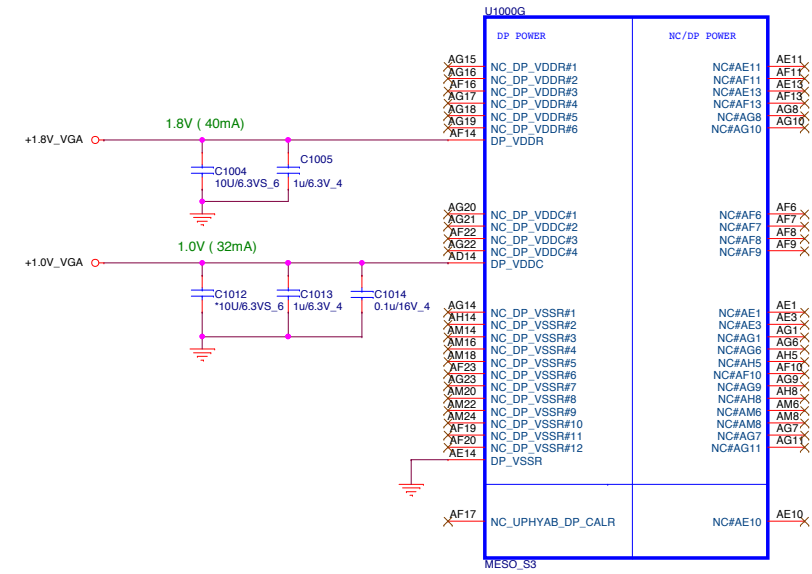 U1000G
DP POWER NC/DP POWER
AG15 NC_DP_VDDR#1 NC#AE11 AE11
AG16 NC_DP_VDDR#2 NC#AF11 AF11
AF16 NC_DP_VDDR#3 NC#AE13 AE13
AG17 NC_DP_VDDR#4 NC#AF13 AF13
AG18 NC_DP_VDDR#5 NC#AG8 AG8
AG19 NC_DP_VDDR#6 NC#AG10 AG10
1.8V ( 40mA)
+1.8V_VGA AF14 DP_VDDR
C1004
10U/6.3VS_6
C1005
1u/6.3V_4
AG20 NC_DP_VDDC#1 NC#AF6 AF6
AG21 NC_DP_VDDC#2 NC#AF7 AF7
AF22 NC_DP_VDDC#3 NC#AF8 AF8
AG22 NC_DP_VDDC#4 NC#AF9 AF9
1.0V ( 32mA)
+1.0V_VGA AD14 DP_VDDC
C1012
*10U/6.3VS_6
C1013
1u/6.3V_4
C1014
0.1u/16V_4
AG14 NC_DP_VSSR#1 NC#AE1 AE1
AH14 NC_DP_VSSR#2 NC#AE3 AE3
AM14 NC_DP_VSSR#3 NC#AG1 AG1
AM16 NC_DP_VSSR#4 NC#AG6 AG6
AM18 NC_DP_VSSR#5 NC#AH5 AH5
AF23 NC_DP_VSSR#6 NC#AF10 AF10
AG23 NC_DP_VSSR#7 NC#AG9 AG9
AM20 NC_DP_VSSR#8 NC#AH8 AH8
AM22 NC_DP_VSSR#9 NC#AM6 AM6
AM24 NC_DP_VSSR#10 NC#AM8 AM8
AF19 NC_DP_VSSR#11 NC#AG7 AG7
AF20 NC_DP_VSSR#12 NC#AG11 AG11
AE14 DP_VSSR
AF17 NC_UPHYAB_DP_CALR NC#AE10 AE10
MESO_S3